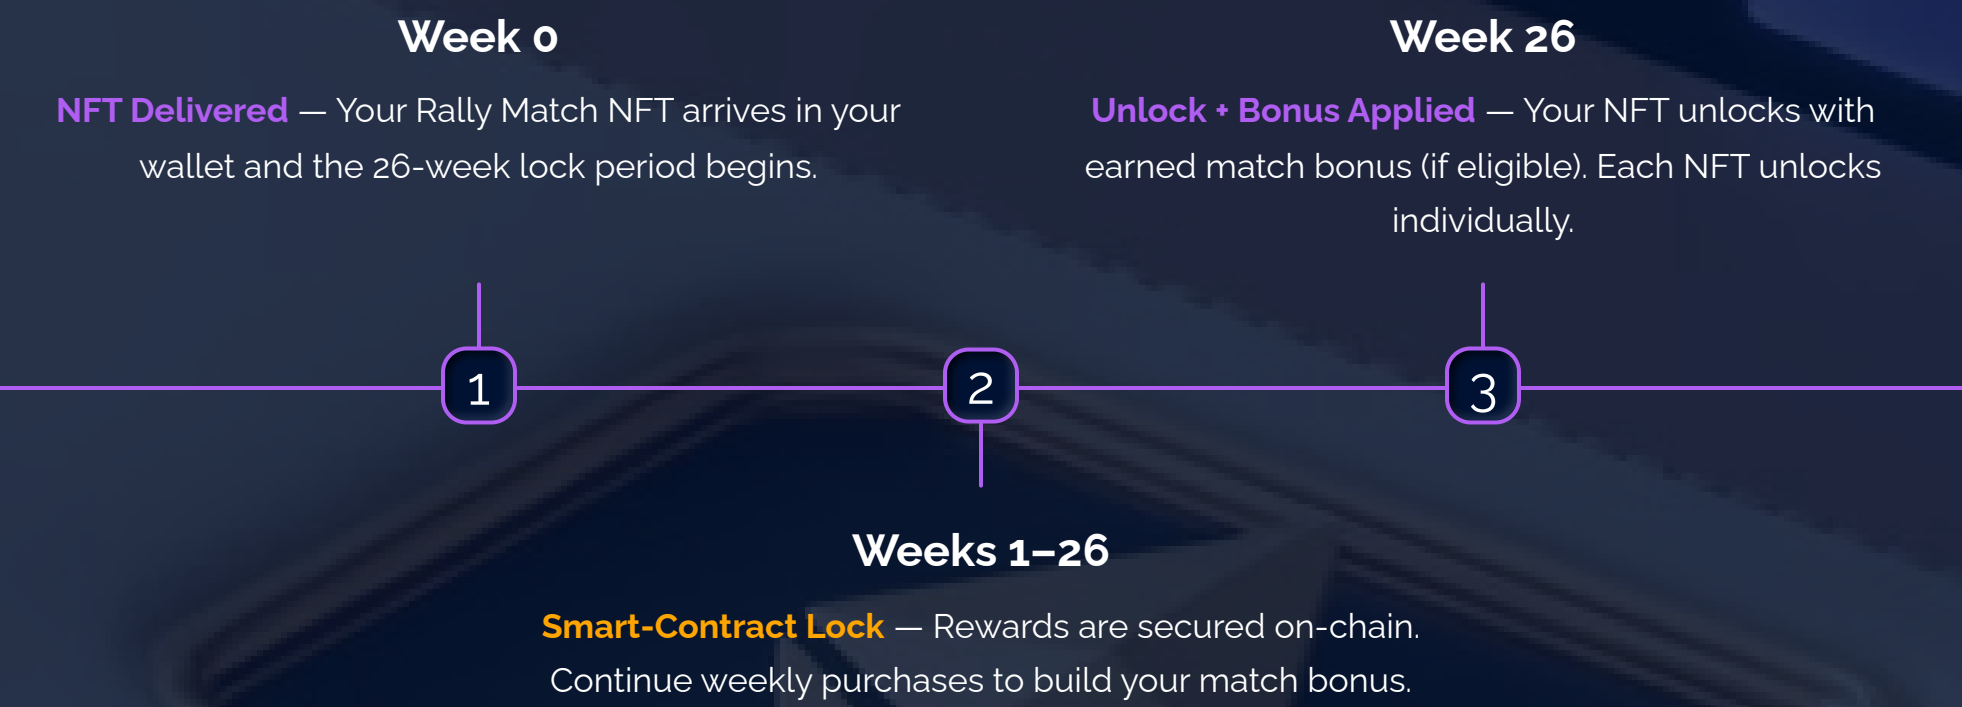 Week 0
NFT Delivered — Your Rally Match NFT arrives in your
wallet and the 26-week lock period begins.
Week 26
Unlock + Bonus Applied — Your NFT unlocks with
earned match bonus (if eligible). Each NFT unlocks
individually.
1
2
3
Weeks 1–26
Smart-Contract Lock — Rewards are secured on-chain.
Continue weekly purchases to build your match bonus.